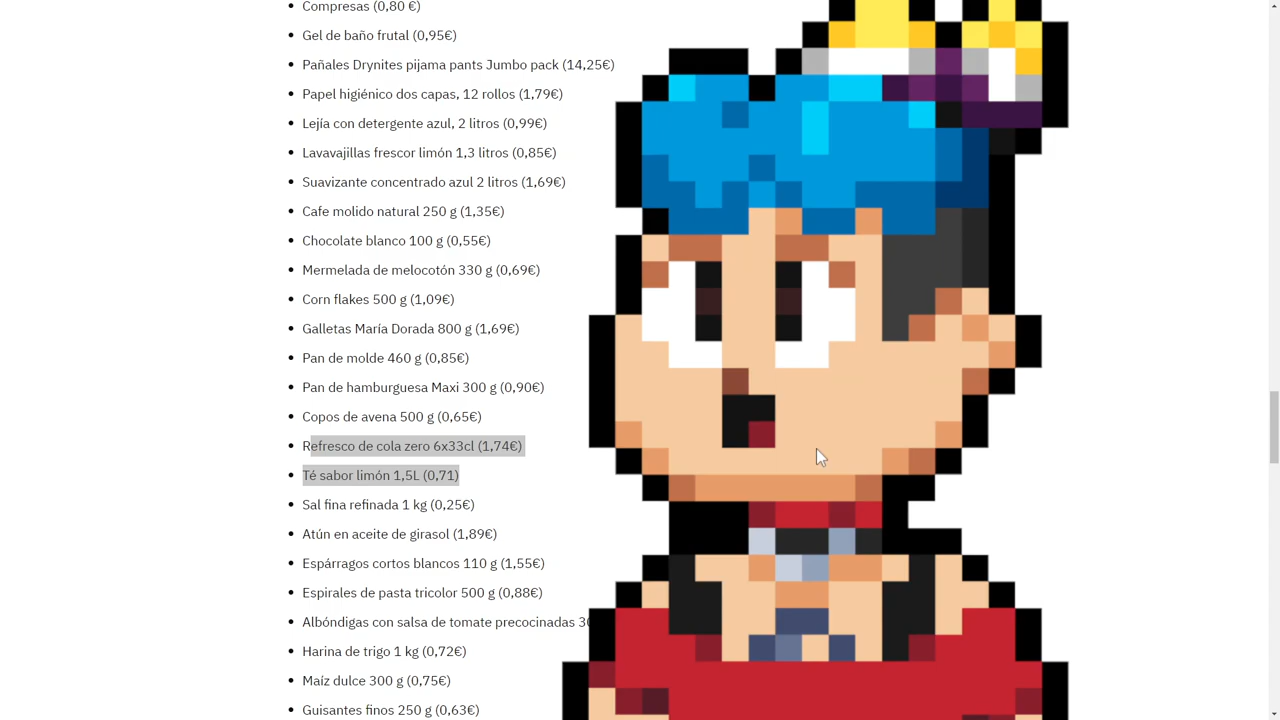 Compresas (0,80 €)
Gel de baño frutal (0,95€)
Pañales Drynites pijama pants Jumbo pack (14,25€)
Papel higiénico dos capas, 12 rollos (1,79€)
Lejía con detergente azul, 2 litros (0,99€)
Lavavajillas frescor limón 1,3 litros (0,85€)
Suavizante concentrado azul 2 litros (1,69€)
Cafe molido natural 250 g (1,35€)
Chocolate blanco 100 g (0,55€)
Mermelada de melocotón 330 g (0,69€)
Corn flakes 500 g (1,09€)
Galletas María Dorada 800 g (1,69€)
Pan de molde 460 g (0,85€)
Pan de hamburguesa Maxi 300 g (0,90€)
Copos de avena 500 g (0,65€)
Refresco de cola zero 6x33cl (1,74€)
Té sabor limón 1,5L (0,71)
Sal fina refinada 1 kg (0,25€)
Atún en aceite de girasol (1,89€)
Espárragos cortos blancos 110 g (1,55€)
Espirales de pasta tricolor 500 g (0,88€)
Albóndigas con salsa de tomate precocinadas
Harina de trigo 1 kg (0,72€)
Maíz dulce 300 g (0,75€)
Guisantes finos 250 g (0,63€)